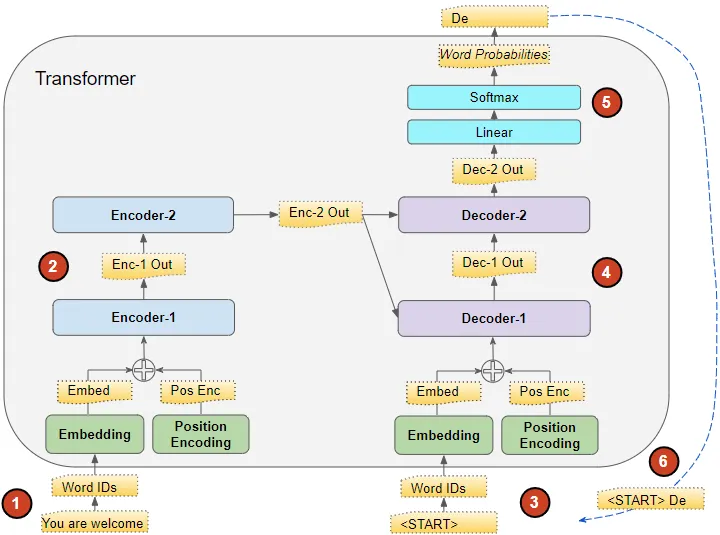 De
Word Probabilities
Transformer
Softmax
5
Linear
Dec-2 Out
Encoder-2
Enc-2 Out
Decoder-2
2
Enc-1 Out
Dec-1 Out
4
Encoder-1
Decoder-1
Embed
Pos Enc
Embed
Pos Enc
Embedding
Position
Encoding
Embedding
Position
Encoding
6
Word IDs
Word IDs
1
3
<START> De
You are welcome
<START>